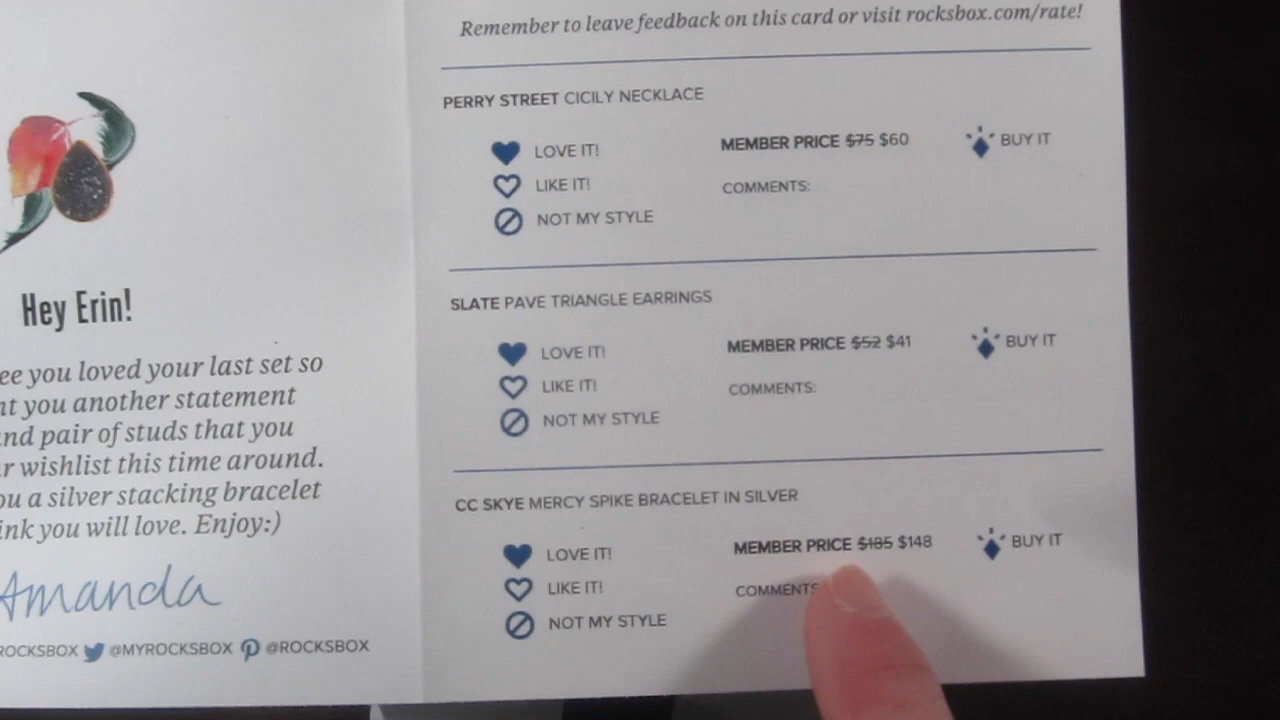 Hey Erin!
ee you loved your last set so
nt you another statement
nd pair of studs that you
r wishlist this time around.
ou a silver stacking bracelet
ink you will love. Enjoy:)
Amanda
ROCKSBOX @MYROCKSBOX @ROCKSBOX
Remember to leave feedback on this card or visit rocksbox.com/rate!
PERRY STREET CICILY NECKLACE
LOVE IT! MEMBER PRICE $75 $60 BUY IT
LIKE IT! COMMENTS:
NOT MY STYLE
SLATE PAVE TRIANGLE EARRINGS
LOVE IT! MEMBER PRICE $52 $41 BUY IT
LIKE IT! COMMENTS:
NOT MY STYLE
CC SKYE MERCY SPIKE BRACELET IN SILVER
LOVE IT! MEMBER PRICE $185 $148 BUY IT
LIKE IT! COMMENTS
NOT MY STYLE